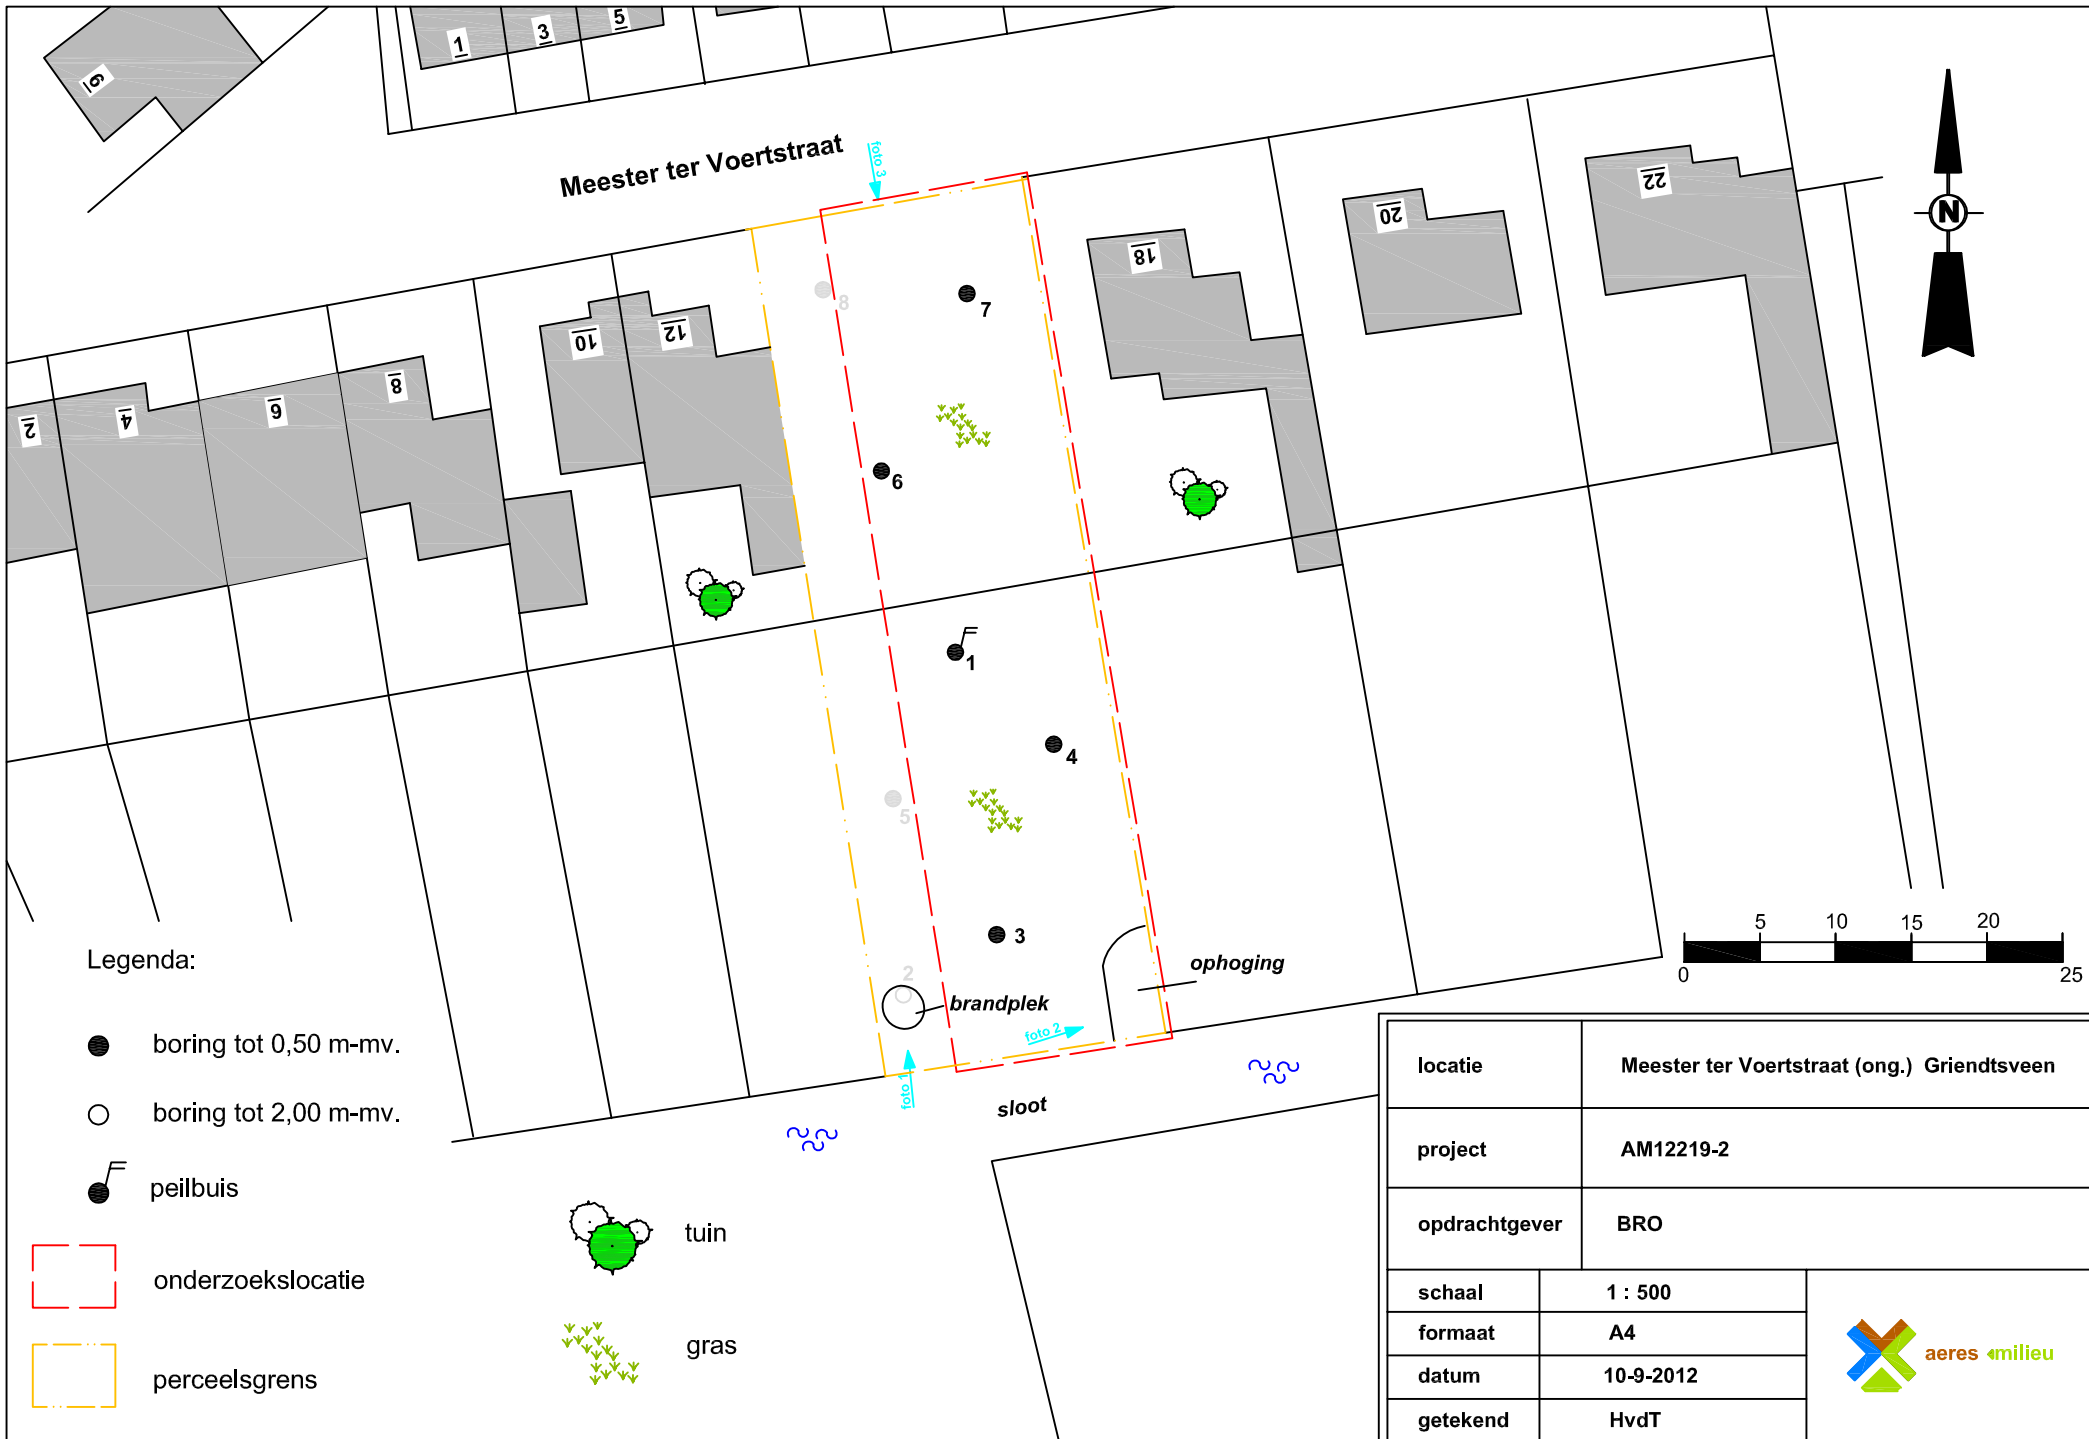 1
3
5
9
Meester ter Voertstraat
foto 3
22
20
18
8
7
10
12
8
6
4
2
6
1
4
5
3
2
brandplek
ophoging
foto 2
foto 1
sloot
5 10 15 20
0 25
Legenda:
boring tot 0,50 m-mv.
boring tot 2,00 m-mv.
peilbuis
onderzoekslocatie
perceelsgrens
tuin
gras
N
locatie Meester ter Voertstraat (ong.) Griendtsveen
project AM12219-2
opdrachtgever BRO
schaal 1 : 500
formaat A4
datum 10-9-2012
getekend HvdT
aeres milieu